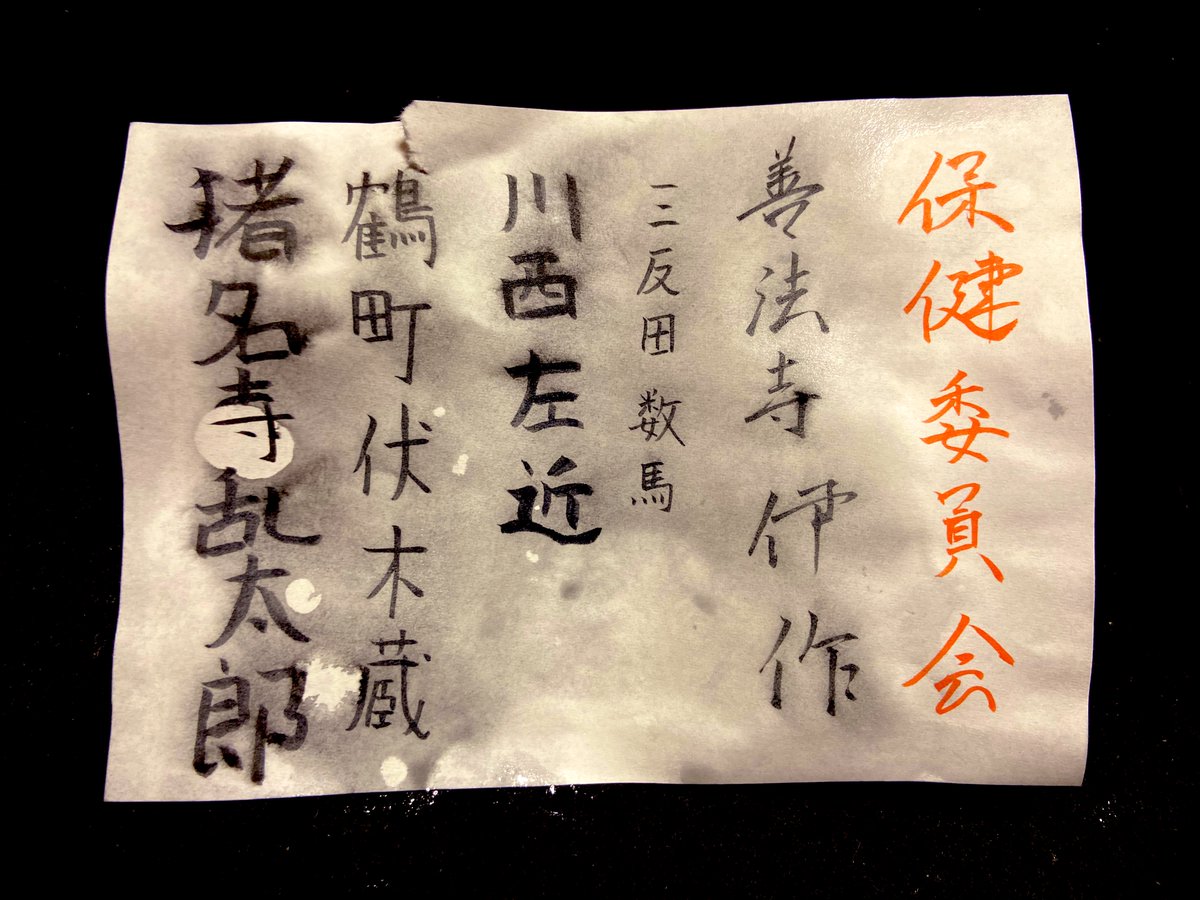 保健委員会
善法寺伊作
三反田数馬
川西左近
鶴町伏木蔵
猪名寺乱太郎